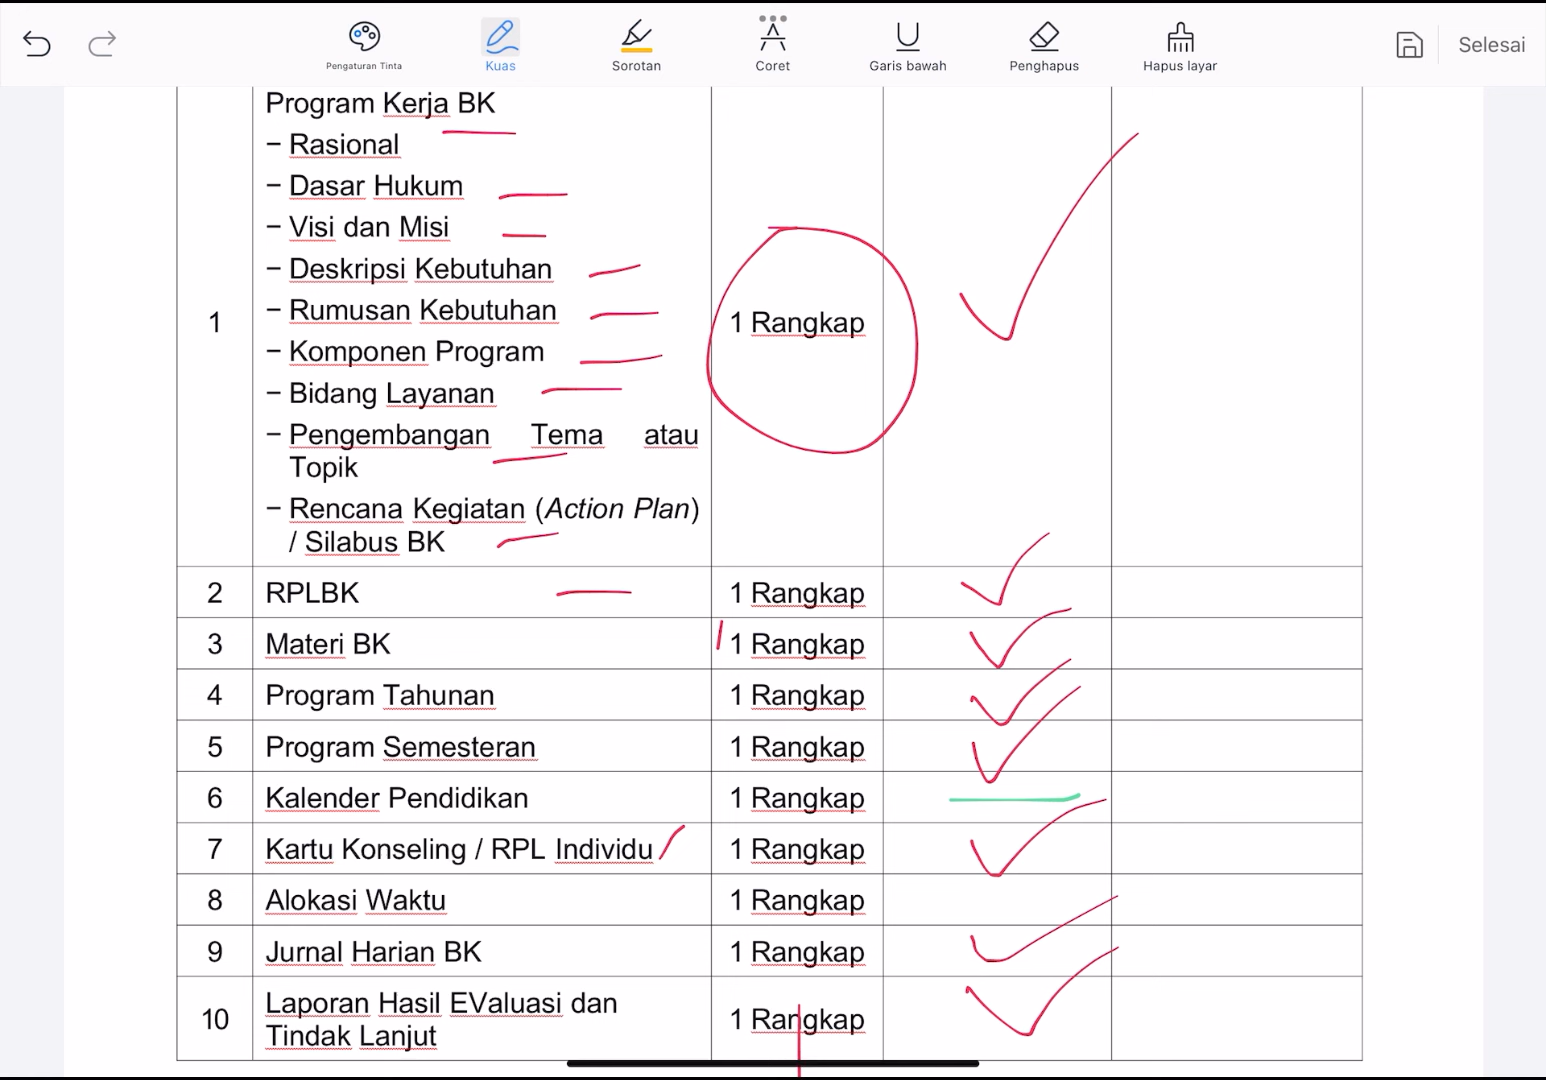 Pengaturan Tinta
Kuas
Sorotan
Coret
Garis bawah
Penghapus
Hapus layar
Selesai
Program Kerja BK
− Rasional
− Dasar Hukum
− Visi dan Misi
− Deskripsi Kebutuhan
1
− Rumusan Kebutuhan
1 Rangkap
− Komponen Program
− Bidang Layanan
− Pengembangan Tema atau
Topik
− Rencana Kegiatan (Action Plan)
/ Silabus BK
2 RPLBK 1 Rangkap
3 Materi BK 1 Rangkap
4 Program Tahunan 1 Rangkap
5 Program Semesteran 1 Rangkap
6 Kalender Pendidikan 1 Rangkap
7 Kartu Konseling / RPL Individu 1 Rangkap
8 Alokasi Waktu 1 Rangkap
9 Jurnal Harian BK 1 Rangkap
10 Laporan Hasil EValuasi dan
Tindak Lanjut 1 Rangkap